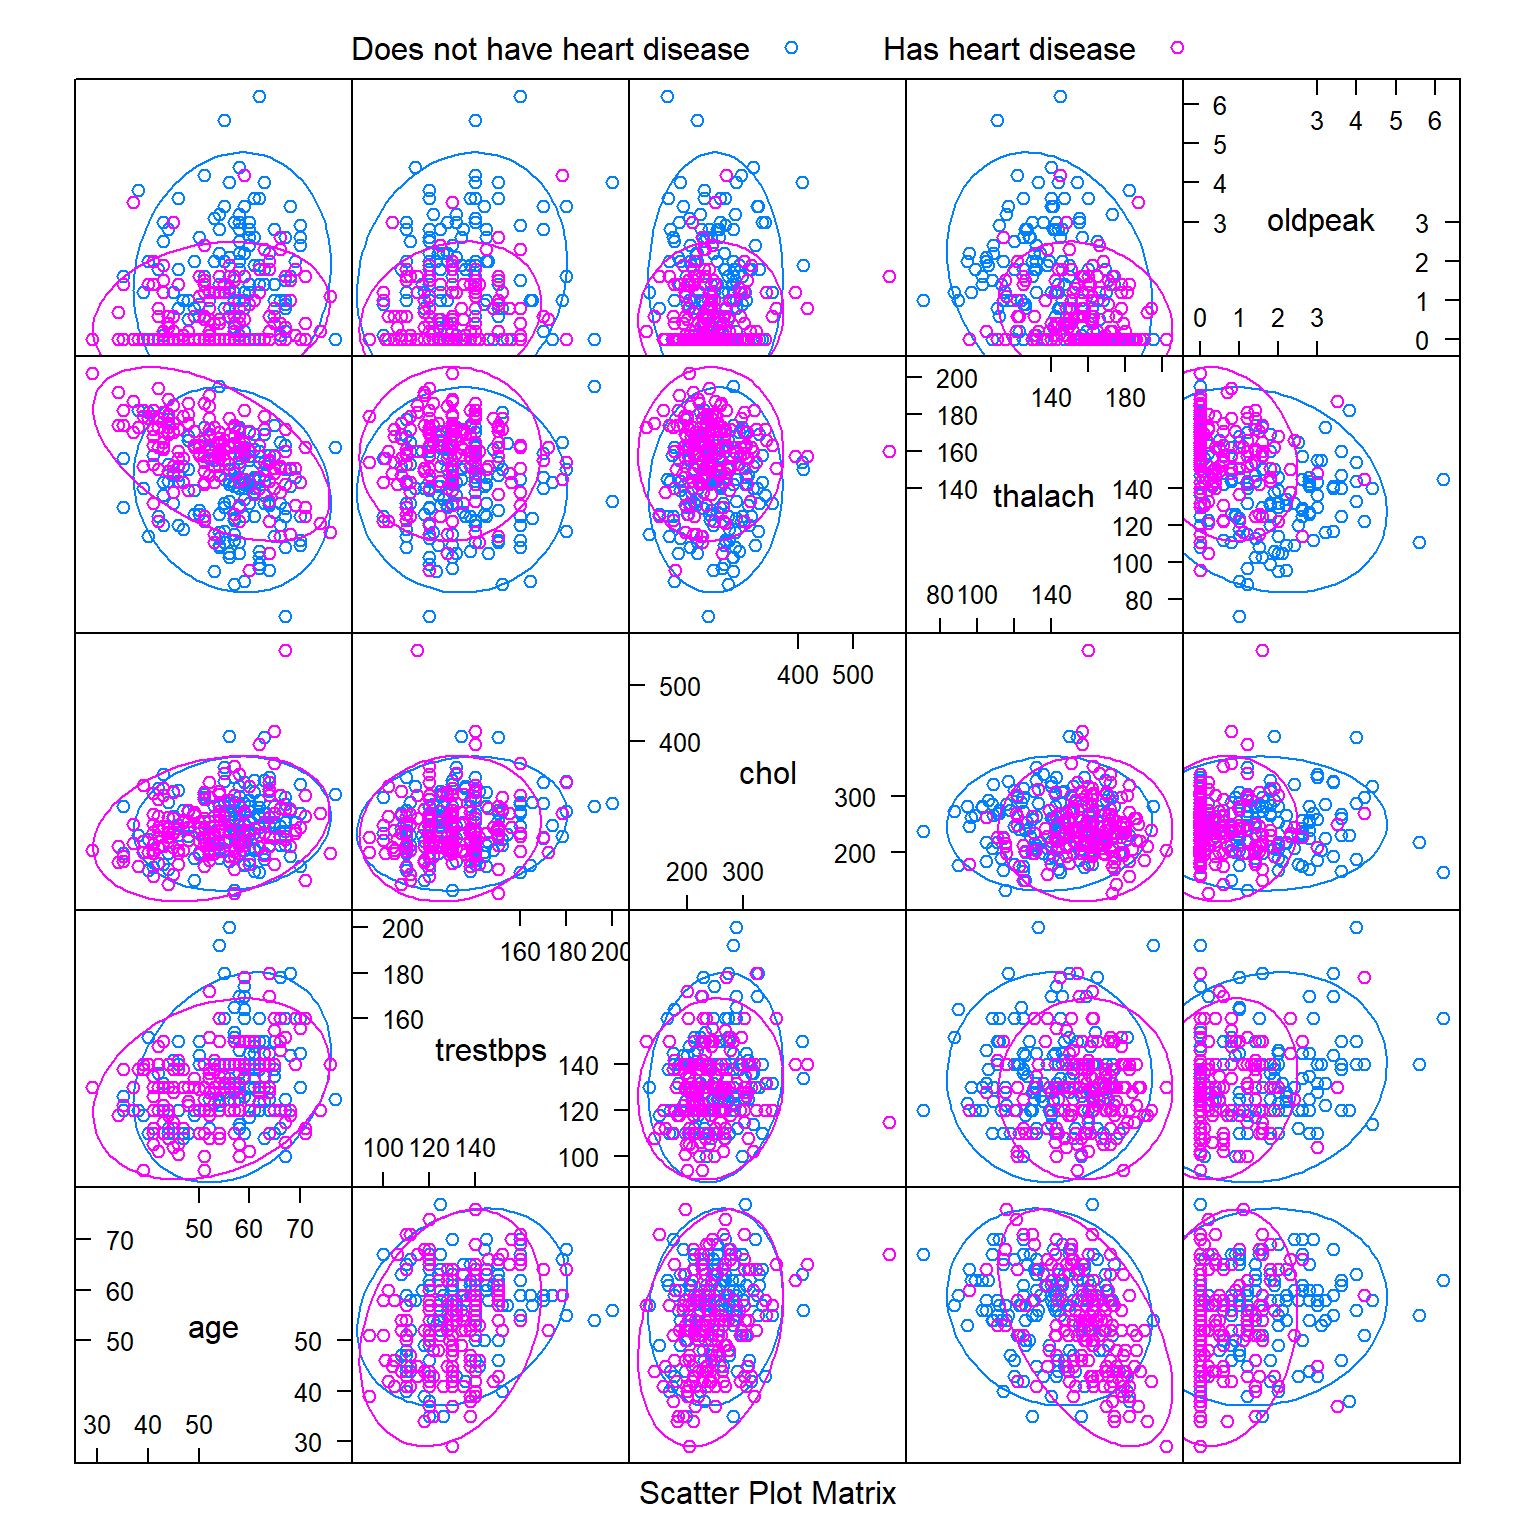 Does not have heart disease Has heart disease
6 3 4 5 6
5
4
3 oldpeak 3
2
1
0 1 2 3 0
200 140 180
180
160
140 thalach 140
120
100
80 100 140 80
400 500
500
400
chol
300
200
200 300
200 160 180 200
180
160
trestbps 140
120
100 120 140 100
50 60 70
70
60
age
50 50
40
30 40 50 30
Scatter Plot Matrix